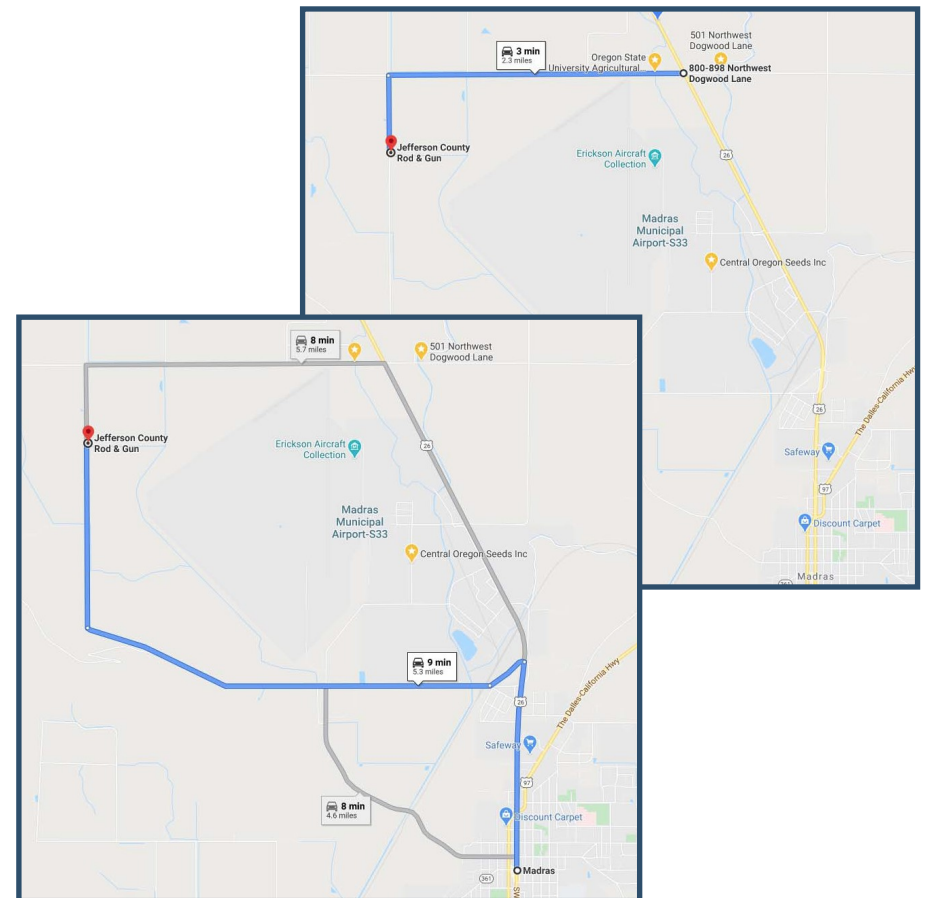 3 min
2.3 miles
Oregon State
University Agricultural...
501 Northwest
Dogwood Lane
800-898 Northwest
Dogwood Lane
Jefferson County
Rod & Gun
26
Erickson Aircraft
Collection
Madras
Municipal
Airport-S33
Central Oregon Seeds Inc
26
The Dalles-California Hwy
Safeway
97
Discount Carpet
Madras
361
8 min
5.7 miles
501 Northwest
Dogwood Lane
Jefferson County
Rod & Gun
26
Erickson Aircraft
Collection
Madras
Municipal
Airport-S33
Central Oregon Seeds Inc
9 min
5.3 miles
26
The Dalles-California Hwy
Safeway
97
8 min
4.6 miles
Discount Carpet
Madras
361
SW